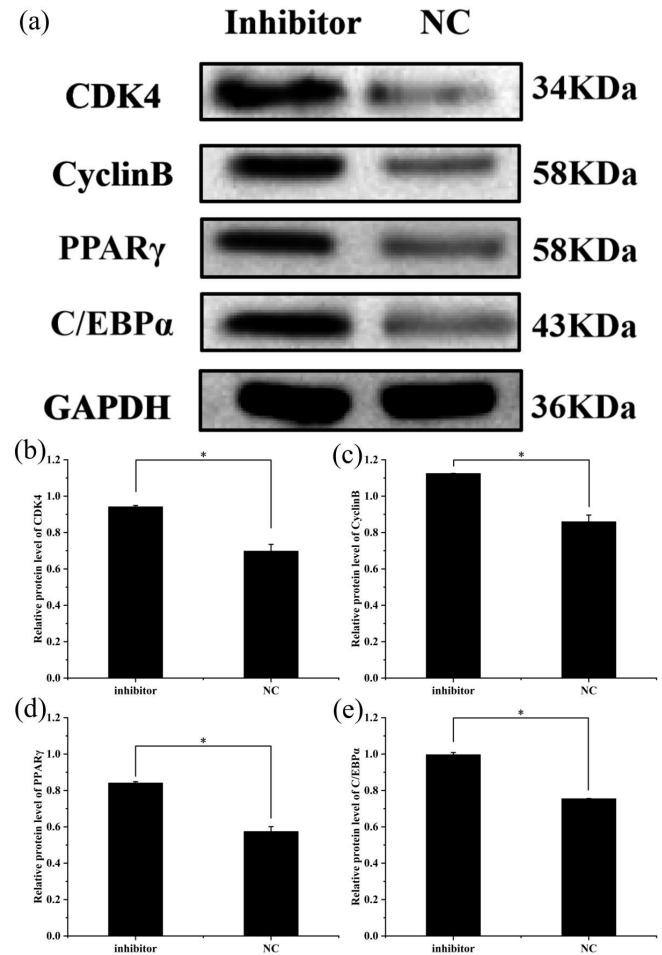 (a)
Inhibitor NC
CDK4 34KDa
CyclinB 58KDa
PPARγ 58KDa
C/EBPα 43KDa
GAPDH 36KDa
(b)
Relative protein level of CDK4
1.2
1.0
0.8
0.6
0.4
0.2
0.0
*
inhibitor NC
(c)
Relative protein level of CyclinB
1.2
1.0
0.8
0.6
0.4
0.2
0.0
*
inhibitor NC
(d)
Relative protein level of PPARγ
1.2
1.0
0.8
0.6
0.4
0.2
0.0
*
inhibitor NC
(e)
Relative protein level of C/EBPα
1.2
1.0
0.8
0.6
0.4
0.2
0.0
*
inhibitor NC